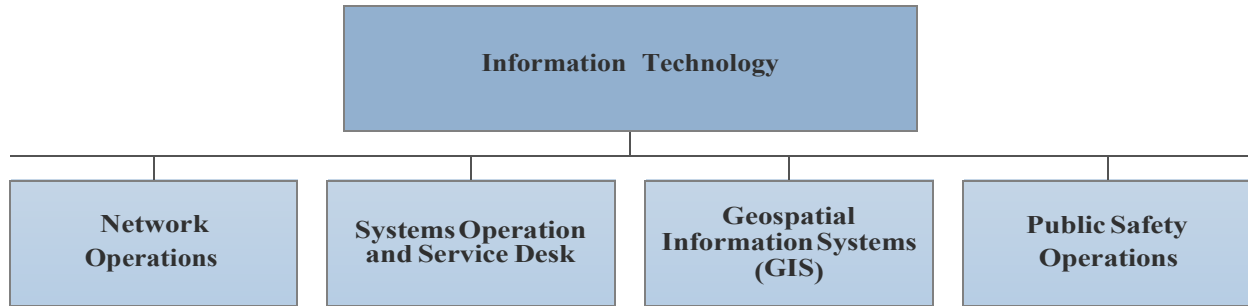 Information Technology
Network
Operations
Systems Operation
and Service Desk
Geospatial
Information Systems
(GIS)
Public Safety
Operations